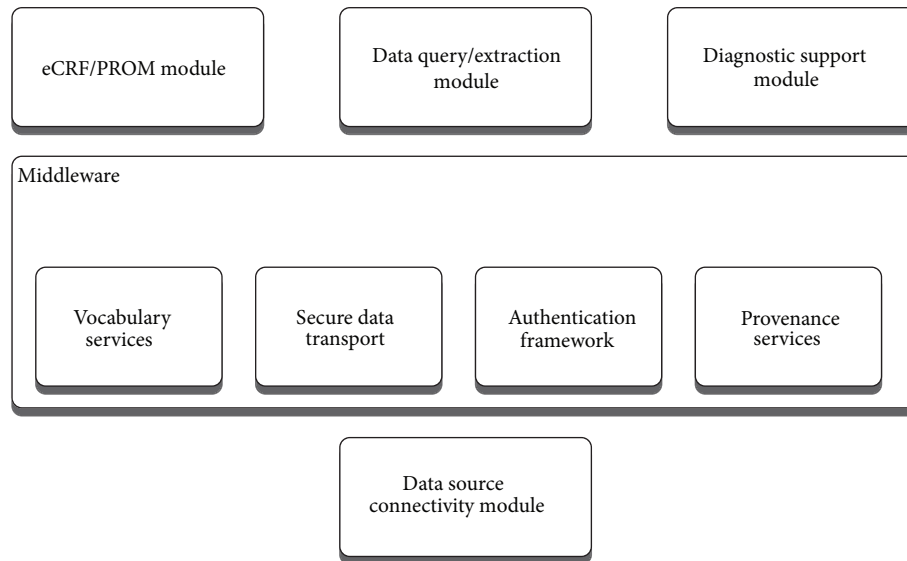 eCRF/PROM module
Data query/extraction
module
Diagnostic support
module
Middleware
Vocabulary
services
Secure data
transport
Authentication
framework
Provenance
services
Data source
connectivity module